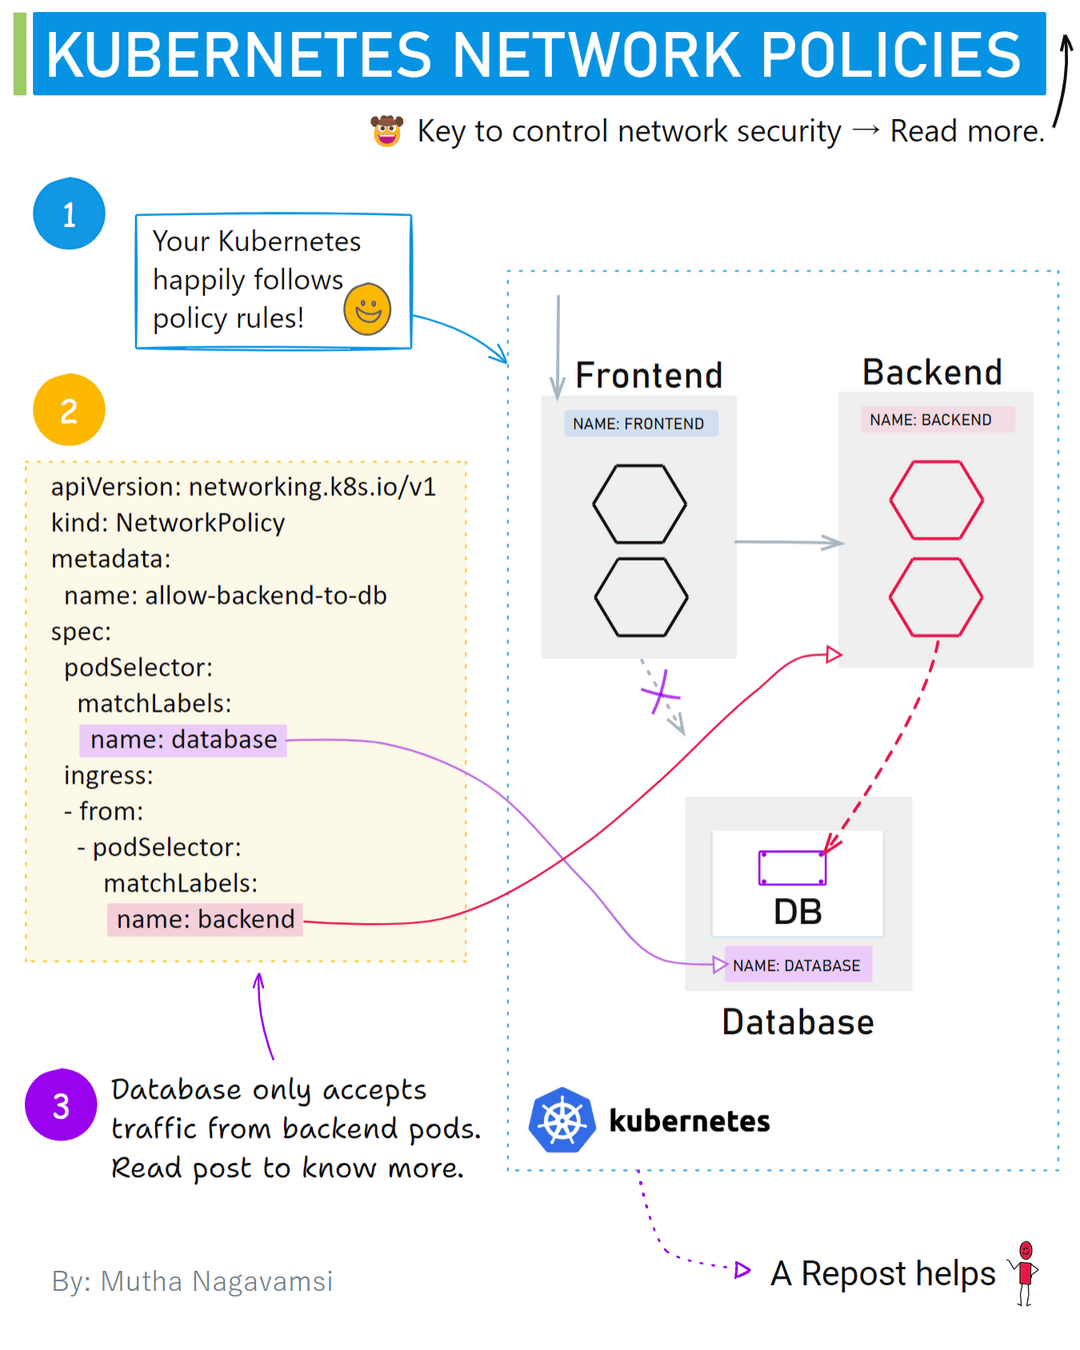 KUBERNETES NETWORK POLICIES
Key to control network security → Read more.
1
Your Kubernetes
happily follows
policy rules!
2
apiVersion: networking.k8s.io/v1
kind: NetworkPolicy
metadata:
  name: allow-backend-to-db
spec:
  podSelector:
    matchLabels:
      name: database
  ingress:
  - from:
    - podSelector:
        matchLabels:
          name: backend
Frontend
NAME: FRONTEND
Backend
NAME: BACKEND
DB
NAME: DATABASE
Database
kubernetes
3
Database only accepts
traffic from backend pods.
Read post to know more.
By: Mutha Nagavamsi
A Repost helps